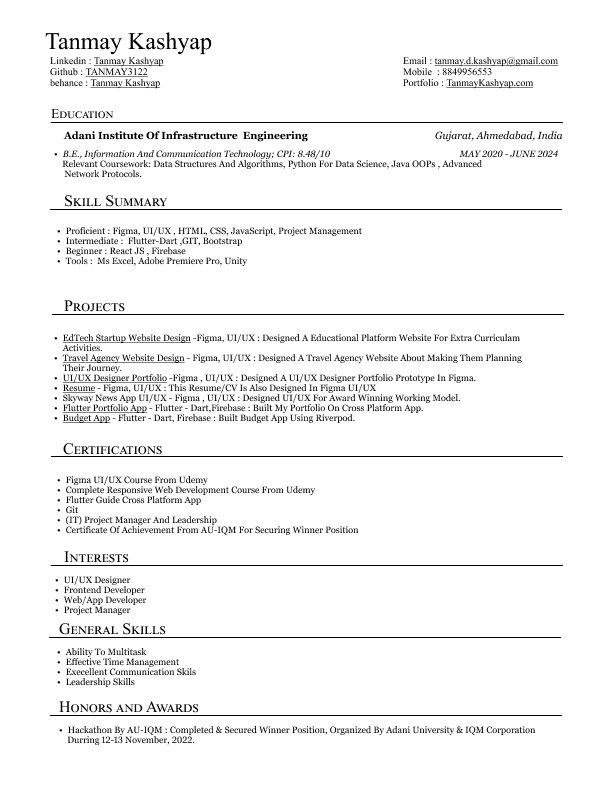 Tanmay Kashyap
Linkedin : Tanmay Kashyap
Email : tanmay.d.kashyap@gmail.com
Github : TANMAY3122
Mobile : 8849956553
behance : Tanmay Kashyap
Portfolio : TanmayKashyap.com
Education
Adani Institute Of Infrastructure Engineering
Gujarat, Ahmedabad, India
• B.E., Information And Communication Technology; CPI: 8.48/10
MAY 2020 - JUNE 2024
Relevant Coursework: Data Structures And Algorithms, Python For Data Science, Java OOPs , Advanced
Network Protocols.
Skill Summary
• Proficient : Figma, UI/UX , HTML, CSS, JavaScript, Project Management
• Intermediate : Flutter-Dart ,GIT, Bootstrap
• Beginner : React JS , Firebase
• Tools : Ms Excel, Adobe Premiere Pro, Unity
Projects
• EdTech Startup Website Design -Figma, UI/UX : Designed A Educational Platform Website For Extra Curriculam
Activities.
• Travel Agency Website Design - Figma, UI/UX : Designed A Travel Agency Website About Making Them Planning
Their Journey.
• UI/UX Designer Portfolio -Figma , UI/UX : Designed A UI/UX Designer Portfolio Prototype In Figma.
• Resume - Figma, UI/UX : This Resume/CV Is Also Designed In Figma UI/UX
• Skyway News App UI/UX - Figma , UI/UX : Designed UI/UX For Award Winning Working Model.
• Flutter Portfolio App - Flutter - Dart,Firebase : Built My Portfolio On Cross Platform App.
• Budget App - Flutter - Dart, Firebase : Built Budget App Using Riverpod.
Certifications
• Figma UI/UX Course From Udemy
• Complete Responsive Web Development Course From Udemy
• Flutter Guide Cross Platform App
• Git
• (IT) Project Manager And Leadership
• Certificate Of Achievement From AU-IQM For Securing Winner Position
Interests
• UI/UX Designer
• Frontend Developer
• Web/App Developer
• Project Manager
General Skills
• Ability To Multitask
• Effective Time Management
• Execellent Communication Skils
• Leadership Skills
Honors and Awards
• Hackathon By AU-IQM : Completed & Secured Winner Position, Organized By Adani University & IQM Corporation
Durring 12-13 November, 2022.